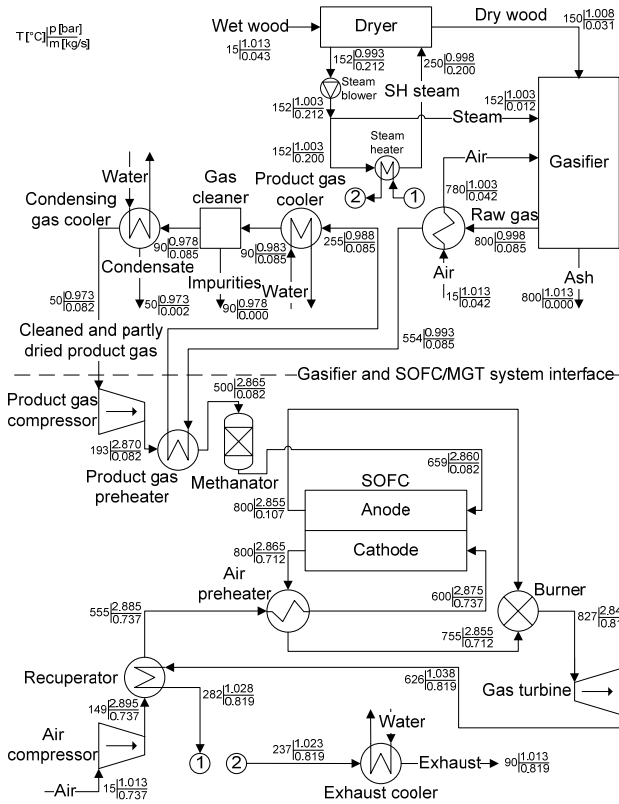 T [°C] p [bar]
m [kg/s]
Wet wood
15 1.013
0.043
Dryer
Dry wood
150 1.008
0.031
152 0.993
0.212
250 0.998
0.200
Steam
blower
SH steam
152 1.003
0.212
152 1.003
0.012
Steam
Steam
heater
152 1.003
0.200
2
1
Air
780 1.003
0.042
Gasifier
Raw gas
800 0.998
0.085
Water
Condensing
gas cooler
Gas
cleaner
Product gas
cooler
90 0.978
0.085
90 0.983
0.085
255 0.988
0.085
Condensate
Impurities
Water
Air
15 1.013
0.042
Ash
800 1.013
0.000
50 0.973
0.082
50 0.973
0.002
90 0.978
0.000
Cleaned and partly
dried product gas
554 0.993
0.085
Gasifier and SOFC/MGT system interface
Product gas
compressor
500 2.865
0.082
193 2.870
0.082
Product gas
preheater
Methanator
659 2.860
0.082
SOFC
Anode
800 2.855
0.107
Cathode
800 2.865
0.712
Air
preheater
600 2.875
0.737
Burner
555 2.885
0.737
755 2.855
0.712
827 2.84
0.81
Recuperator
282 1.028
0.819
626 1.038
0.819
Gas turbine
149 2.895
0.737
Air
compressor
Air
15 1.013
0.737
1
2
237 1.023
0.819
Water
Exhaust
90 1.013
0.819
Exhaust cooler